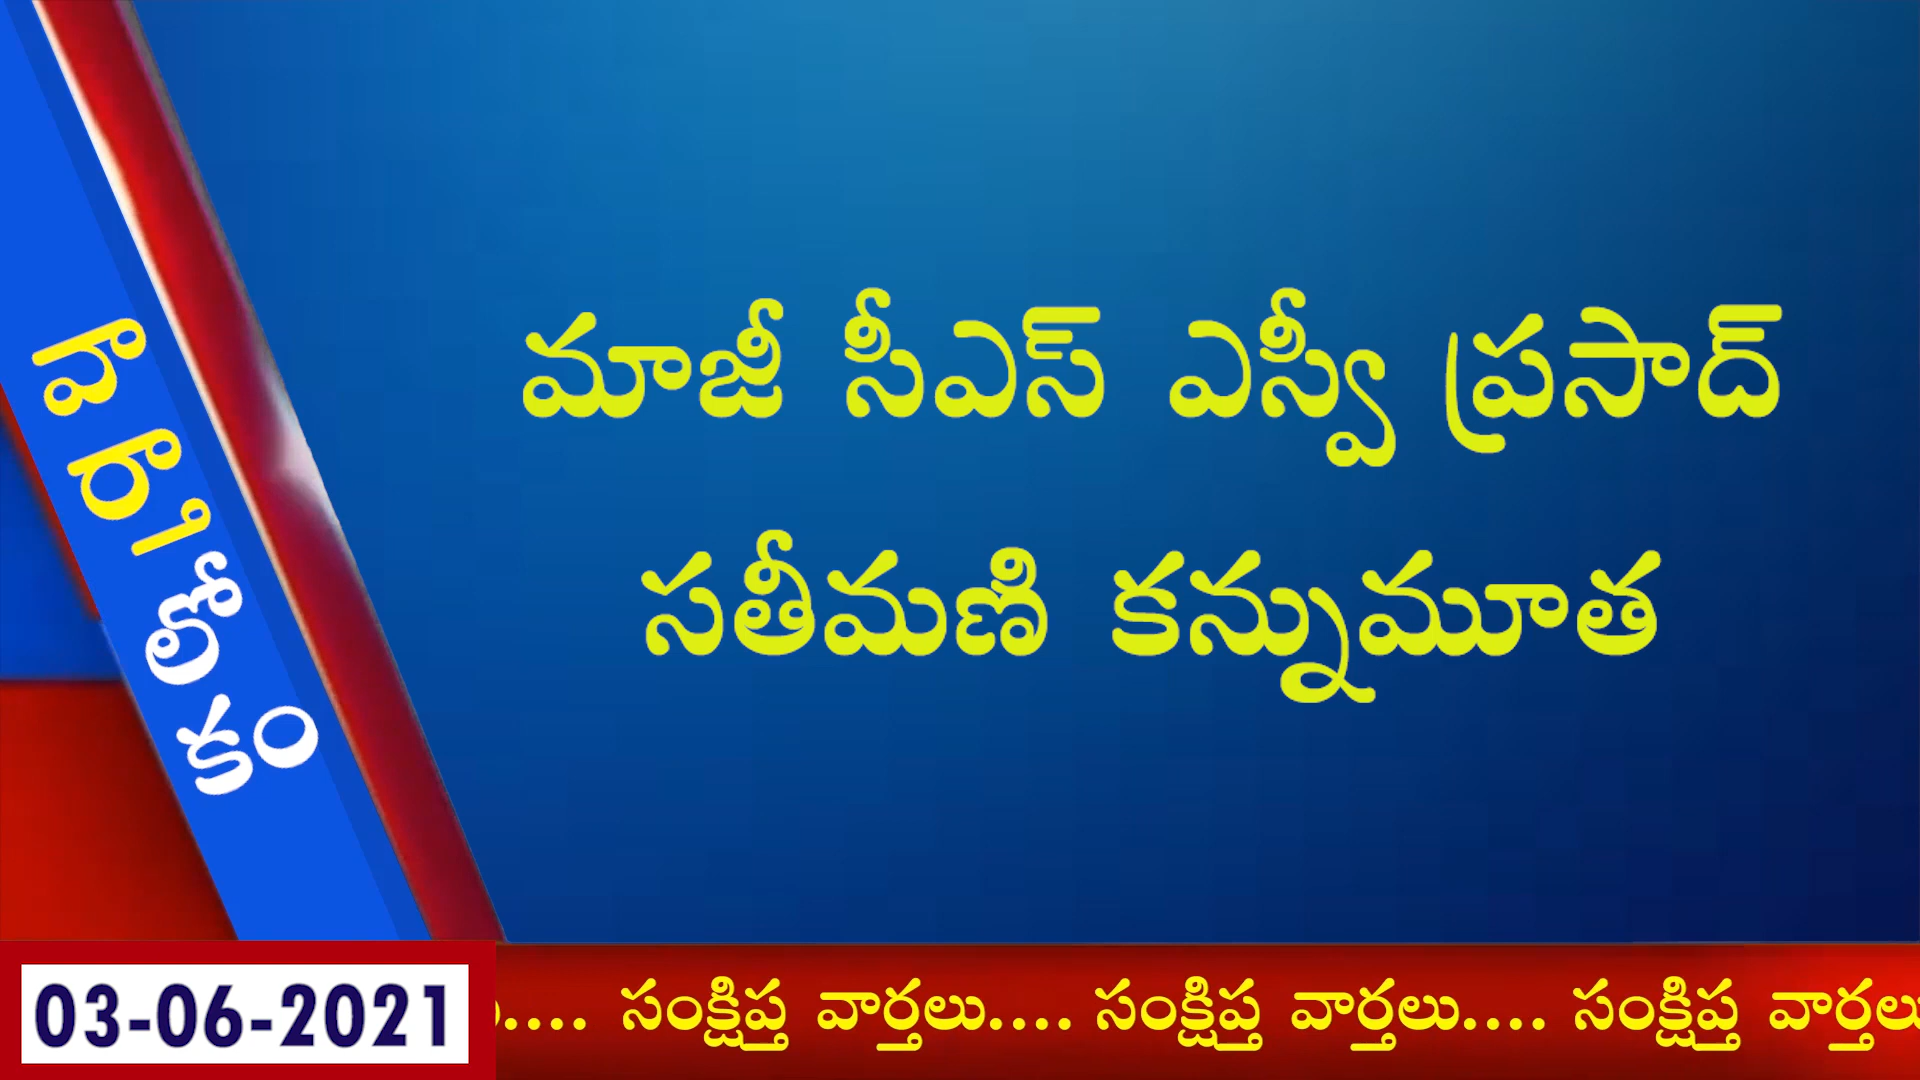 మాజీ సీఎస్ ఎస్వీ ప్రసాద్
సతీమణి కన్నుమూత
వార్తాలోకం
03-06-2021
.... సంక్షిప్త వార్తలు.... సంక్షిప్త వార్తలు.... సంక్షిప్త వార్తలు